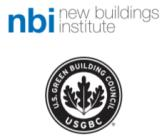 nbi new buildings
institute
U.S. GREEN BUILDING COUNCIL
USGBC